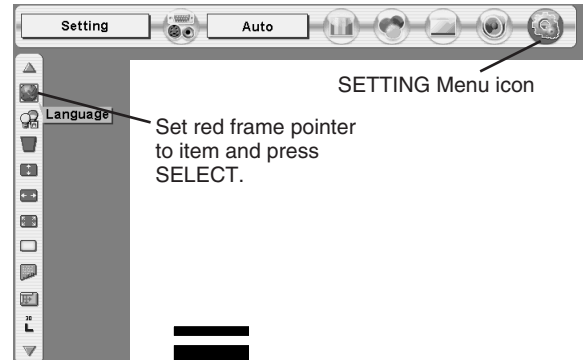 Setting
Auto
SETTING Menu icon
Language
Set red frame pointer
to item and press
SELECT.